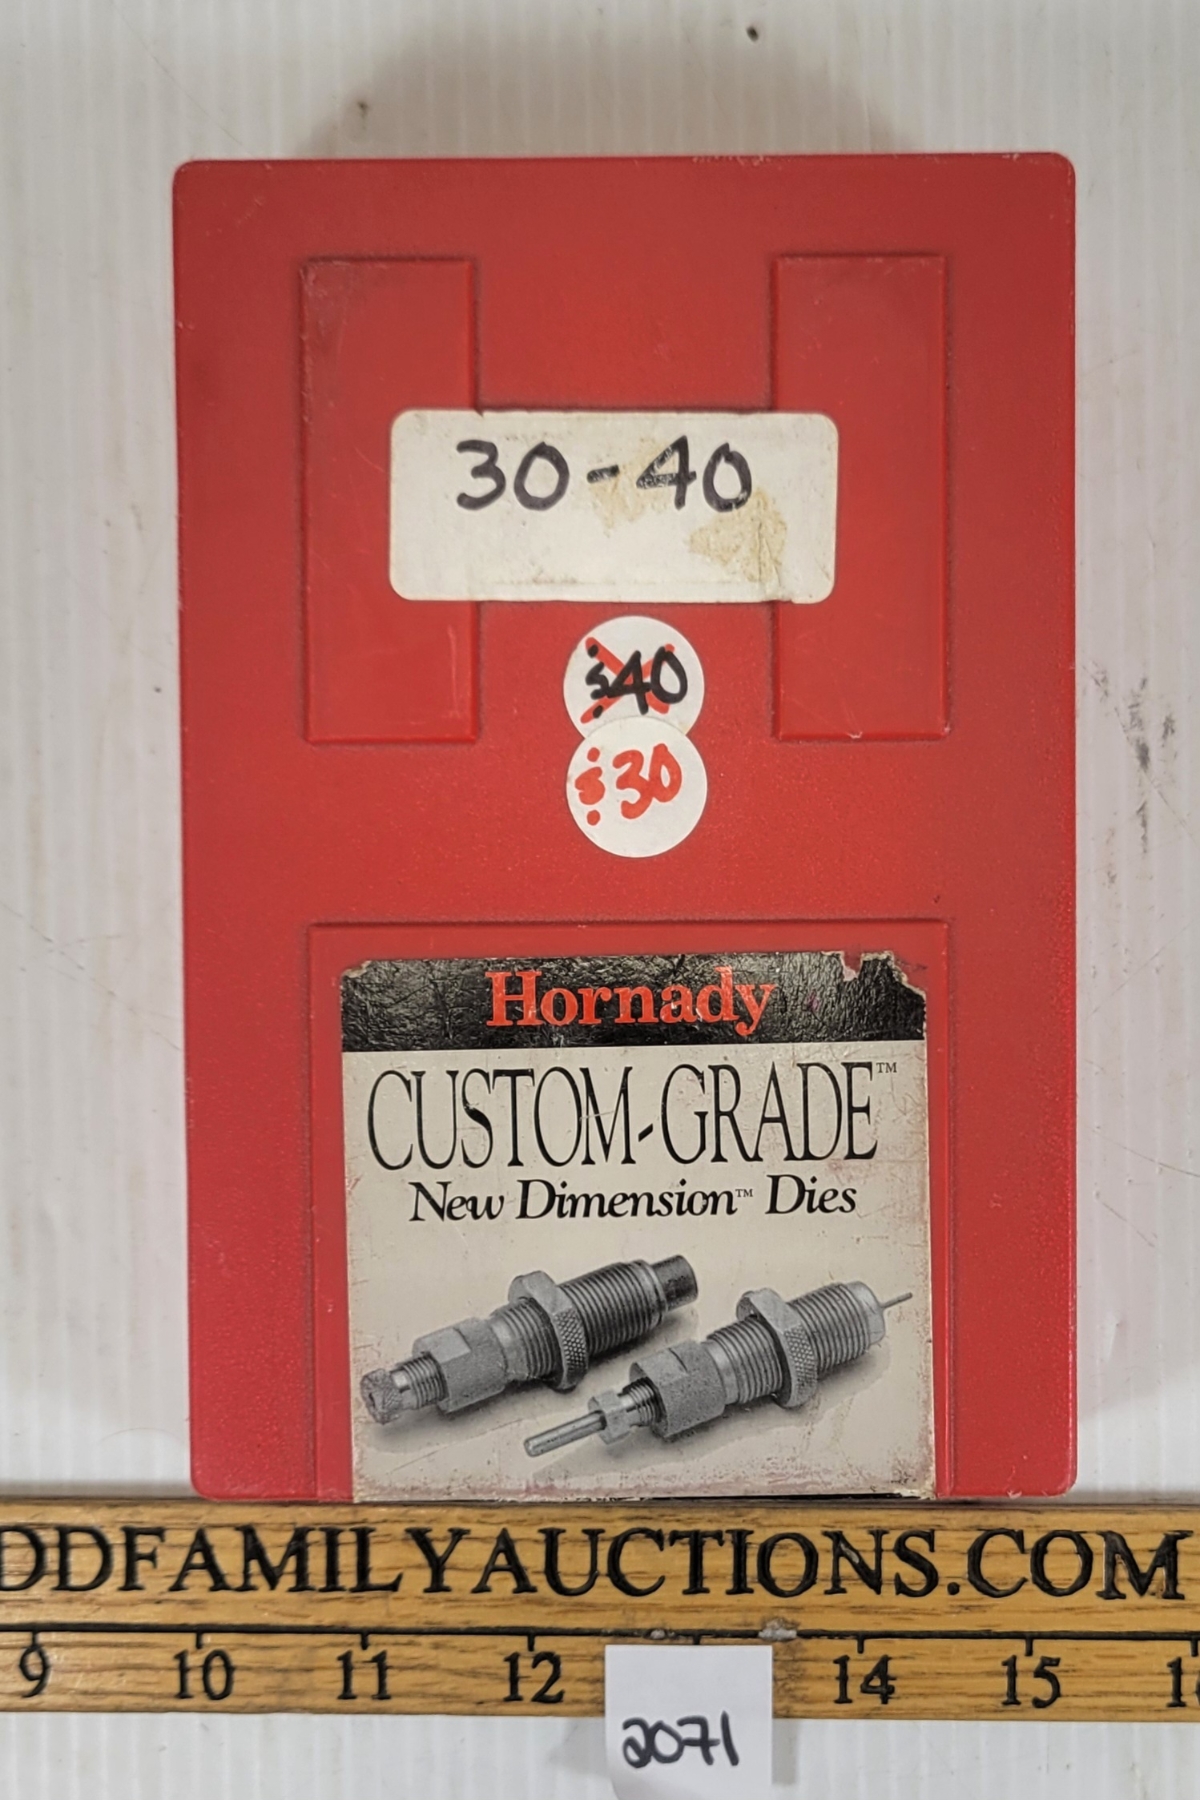 30-40
$40
$30
Hornady
CUSTOM-GRADE™
New Dimension™ Dies
DDFAMILYAUCTIONS.COM
9 10 11 12 14 15
2071